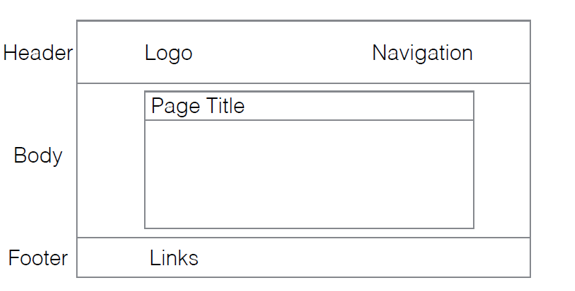 Header Logo Navigation
Page Title
Body
Footer Links